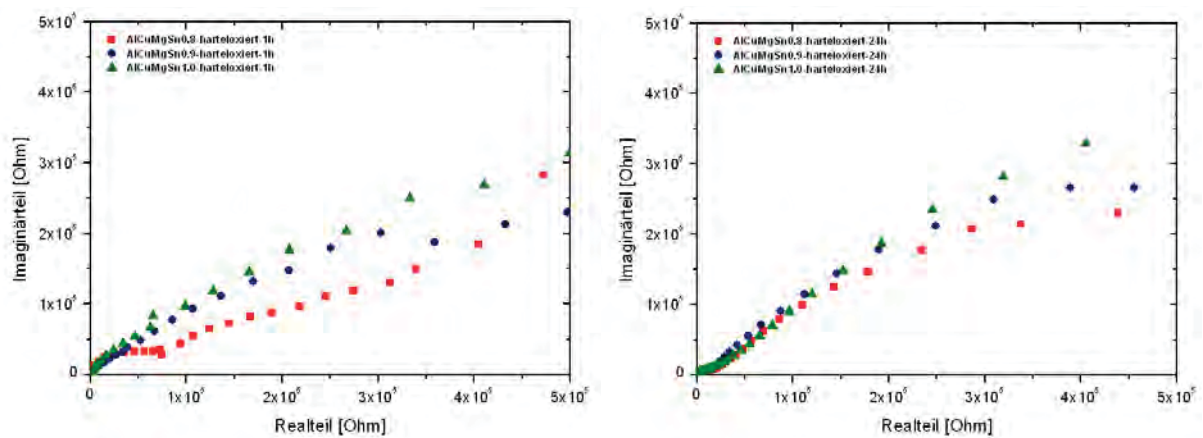 5x10⁵
4x10⁵
3x10⁵
2x10⁵
1x10⁵
0
Imaginärteil [Ohm]
AlCuMgSn0.8-harteloxiert-1h
AlCuMgSn0.9-harteloxiert-1h
AlCuMgSn1.0-harteloxiert-1h
0
1x10⁵
2x10⁵
3x10⁵
4x10⁵
5x10⁵
Realteil [Ohm]
5x10⁵
4x10⁵
3x10⁵
2x10⁵
1x10⁵
0
Imaginärteil [Ohm]
AlCuMgSn0.8-harteloxiert-24h
AlCuMgSn0.9-harteloxiert-24h
AlCuMgSn1.0-harteloxiert-24h
0
1x10⁵
2x10⁵
3x10⁵
4x10⁵
5x10⁵
Realteil [Ohm]